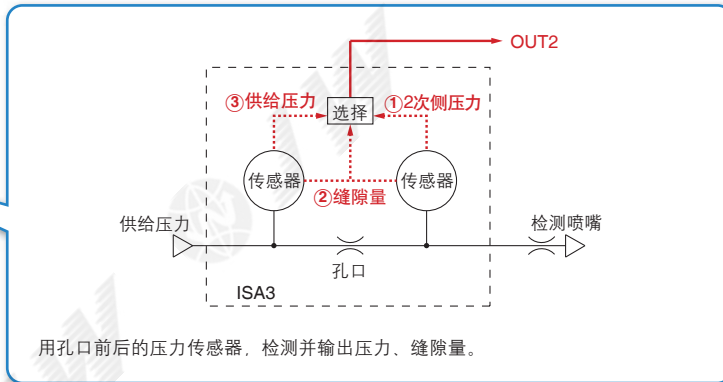 OUT2
③供给压力
①2次侧压力
选择
传感器
传感器
②缝隙量
供给压力
检测喷嘴
孔口
ISA3
用孔口前后的压力传感器，检测并输出压力、缝隙量。